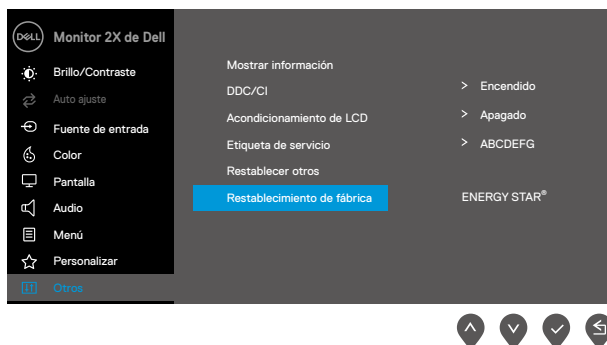 DELL Monitor 2X de Dell
Brillo/Contraste
Auto ajuste
Fuente de entrada
Color
Pantalla
Audio
Menú
Personalizar
Otros
Mostrar información
DDC/CI > Encendido
Acondicionamiento de LCD > Apagado
Etiqueta de servicio > ABCDEFG
Restablecer otros
Restablecimiento de fábrica ENERGY STAR®